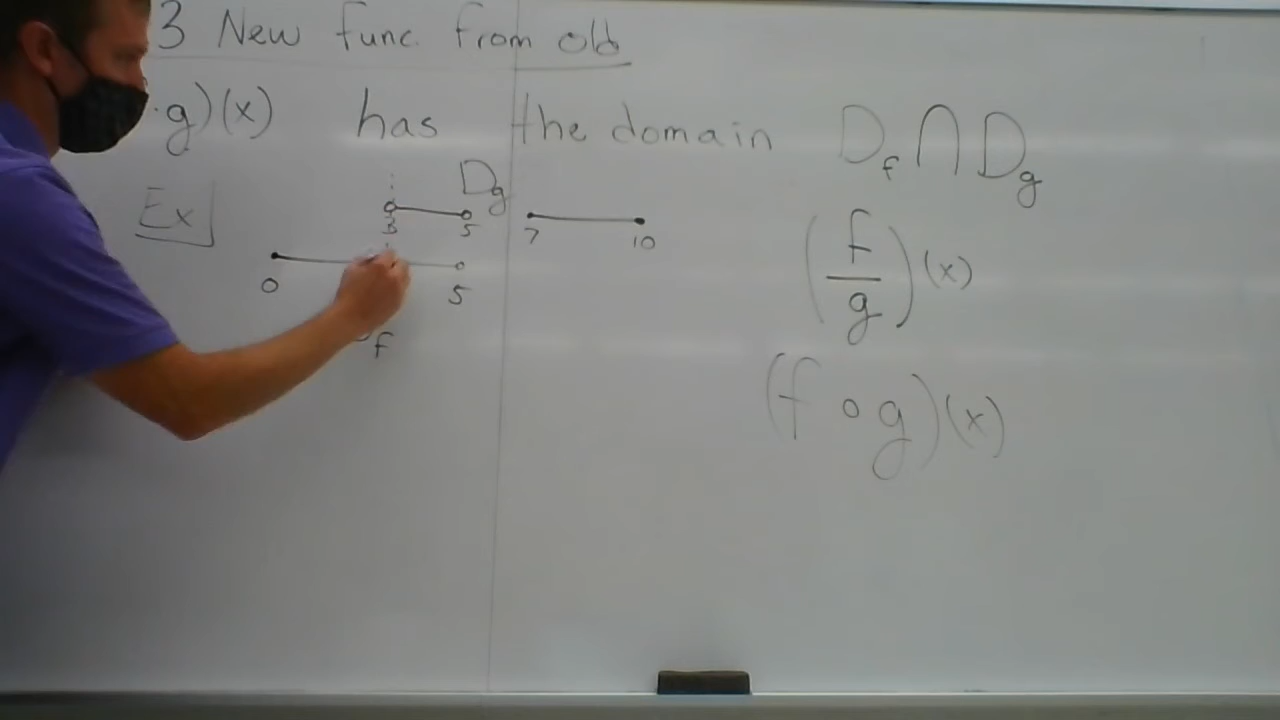 3 New func. from old
·g)(x) has the domain D_f ∩ D_g
Ex
D_g
3 5 7 10
0 5
f
(f/g)(x)
(f ∘ g)(x)